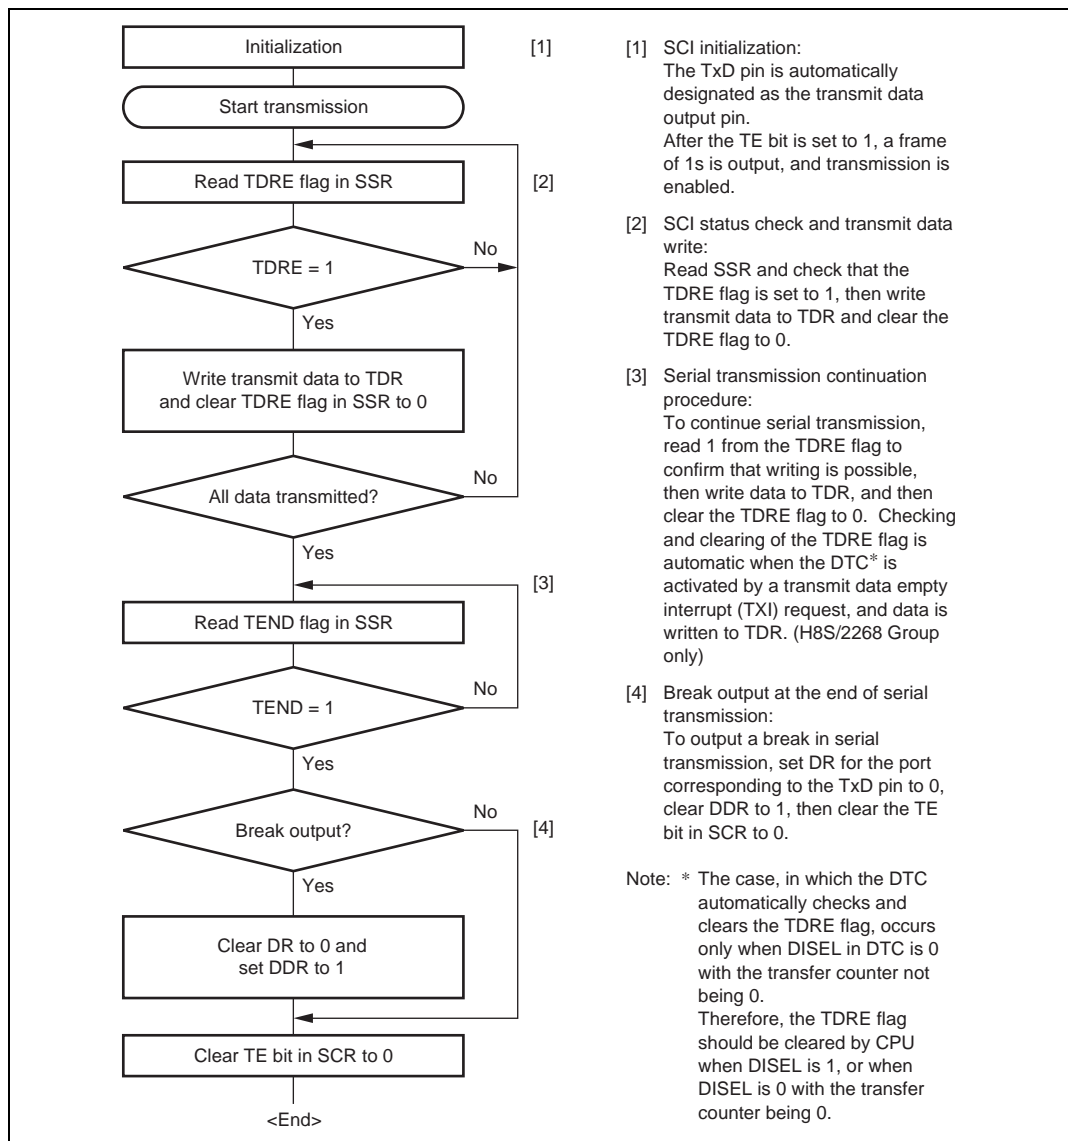 Initialization
[1]
Start transmission
Read TDRE flag in SSR
[2]
TDRE = 1
No
Yes
Write transmit data to TDR
and clear TDRE flag in SSR to 0
All data transmitted?
No
Yes
[3]
Read TEND flag in SSR
TEND = 1
No
Yes
Break output?
No
[4]
Yes
Clear DR to 0 and
set DDR to 1
Clear TE bit in SCR to 0
<End>
[1] SCI initialization:
The TxD pin is automatically
designated as the transmit data
output pin.
After the TE bit is set to 1, a frame
of 1s is output, and transmission is
enabled.
[2] SCI status check and transmit data
write:
Read SSR and check that the
TDRE flag is set to 1, then write
transmit data to TDR and clear the
TDRE flag to 0.
[3] Serial transmission continuation
procedure:
To continue serial transmission,
read 1 from the TDRE flag to
confirm that writing is possible,
then write data to TDR, and then
clear the TDRE flag to 0. Checking
and clearing of the TDRE flag is
automatic when the DTC* is
activated by a transmit data empty
interrupt (TXI) request, and data is
written to TDR. (H8S/2268 Group
only)
[4] Break output at the end of serial
transmission:
To output a break in serial
transmission, set DR for the port
corresponding to the TxD pin to 0,
clear DDR to 1, then clear the TE
bit in SCR to 0.
Note: * The case, in which the DTC
automatically checks and
clears the TDRE flag, occurs
only when DISEL in DTC is 0
with the transfer counter not
being 0.
Therefore, the TDRE flag
should be cleared by CPU
when DISEL is 1, or when
DISEL is 0 with the transfer
counter being 0.